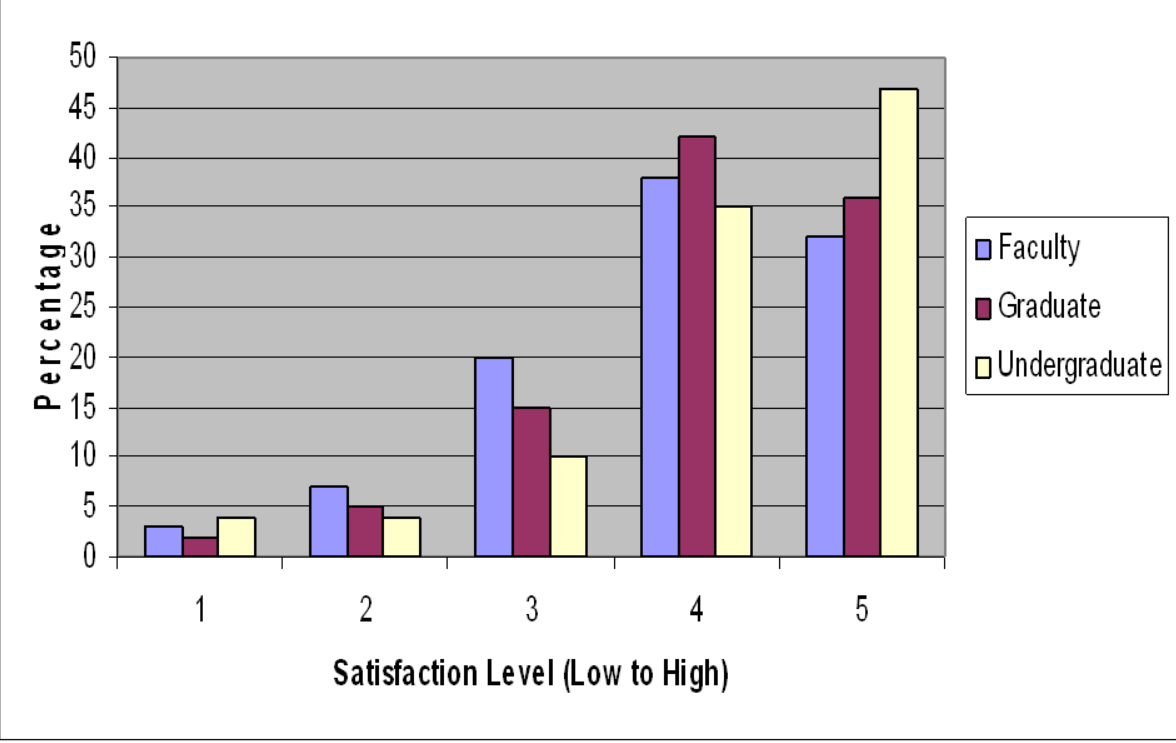 50
45
40
35
30
25
20
15
10
5
0
Percentage
1 2 3 4 5
Satisfaction Level (Low to High)
Faculty
Graduate
Undergraduate